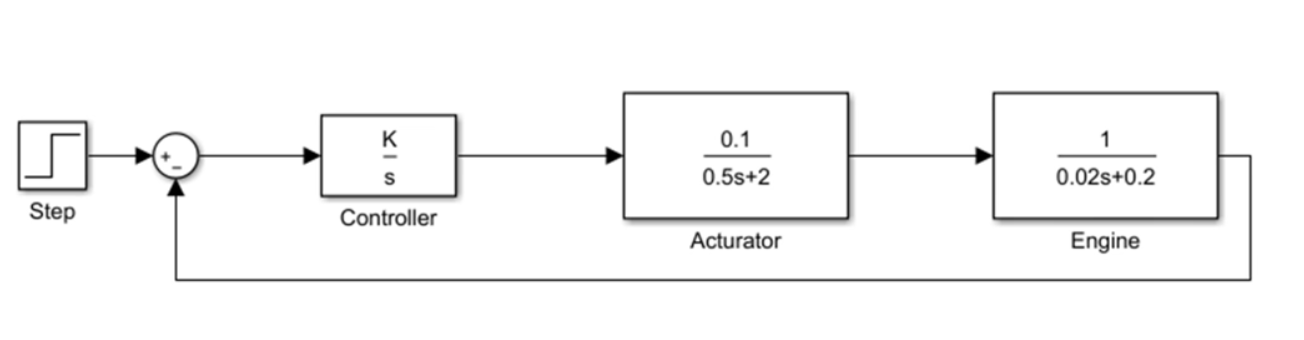 Step
+
−
K
s
Controller
0.1
0.5s+2
Acturator
1
0.02s+0.2
Engine